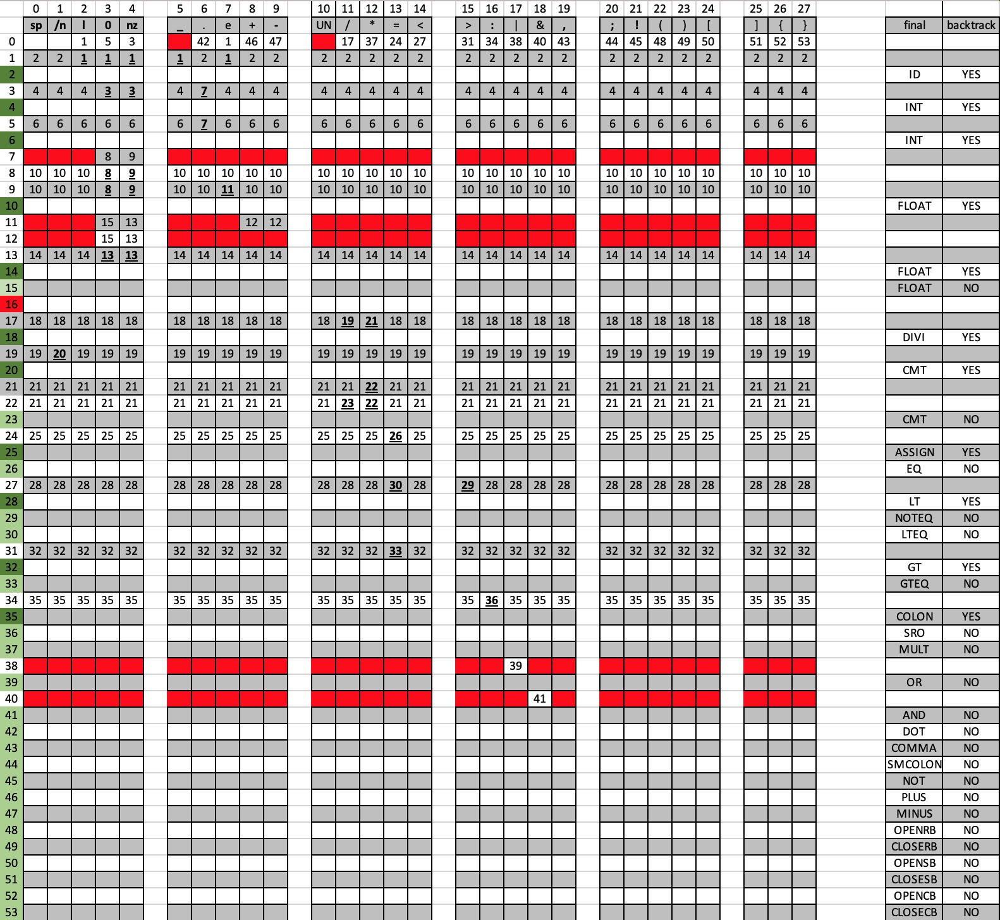 0 1 2 3 4 5 6 7 8 9 10 11 12 13 14 15 16 17 18 19 20 21 22 23 24 25 26 27
sp /n l 0 nz _ . e + - UN / * = < > : | & , ; ! ( ) [ ] { } final backtrack
0 1 5 3 42 1 46 47 17 37 24 27 31 34 38 40 43 44 45 48 49 50 51 52 53
1 2 2 1 1 1 1 2 1 2 2 2 2 2 2 2 2 2 2 2 2 2 2 2 2 2 2 2 2
2 ID YES
3 4 4 4 3 3 4 7 4 4 4 4 4 4 4 4 4 4 4 4 4 4 4 4 4 4 4 4 4
4 INT YES
5 6 6 6 6 6 6 7 6 6 6 6 6 6 6 6 6 6 6 6 6 6 6 6 6 6 6 6 6
6 INT YES
7 8 9
8 10 10 10 8 9 10 10 10 10 10 10 10 10 10 10 10 10 10 10 10 10 10 10 10 10 10 10 10
9 10 10 10 8 9 10 10 11 10 10 10 10 10 10 10 10 10 10 10 10 10 10 10 10 10 10 10 10
10 FLOAT YES
11 15 13 12 12
12 15 13
13 14 14 14 13 13 14 14 14 14 14 14 14 14 14 14 14 14 14 14 14 14 14 14 14 14 14 14 14
14 FLOAT YES
15 FLOAT NO
16
17 18 18 18 18 18 18 18 18 18 18 18 19 21 18 18 18 18 18 18 18 18 18 18 18 18 18 18 18
18 DIVI YES
19 19 20 19 19 19 19 19 19 19 19 19 19 19 19 19 19 19 19 19 19 19 19 19 19 19 19 19 19
20 CMT YES
21 21 21 21 21 21 21 21 21 21 21 21 21 22 21 21 21 21 21 21 21 21 21 21 21 21 21 21 21
22 21 21 21 21 21 21 21 21 21 21 21 23 22 21 21 21 21 21 21 21 21 21 21 21 21 21 21 21
23 CMT NO
24 25 25 25 25 25 25 25 25 25 25 25 25 25 26 25 25 25 25 25 25 25 25 25 25 25 25 25 25
25 ASSIGN YES
26 EQ NO
27 28 28 28 28 28 28 28 28 28 28 28 28 28 30 28 29 28 28 28 28 28 28 28 28 28 28 28 28
28 LT YES
29 NOTEQ NO
30 LTEQ NO
31 32 32 32 32 32 32 32 32 32 32 32 32 32 33 32 32 32 32 32 32 32 32 32 32 32 32 32 32
32 GT YES
33 GTEQ NO
34 35 35 35 35 35 35 35 35 35 35 35 35 35 35 35 35 36 35 35 35 35 35 35 35 35 35 35 35
35 COLON YES
36 SRO NO
37 MULT NO
38 39
39 OR NO
40 41
41 AND NO
42 DOT NO
43 COMMA NO
44 SMCOLON NO
45 NOT NO
46 PLUS NO
47 MINUS NO
48 OPENRB NO
49 CLOSERB NO
50 OPENSB NO
51 CLOSESB NO
52 OPENCB NO
53 CLOSECB NO